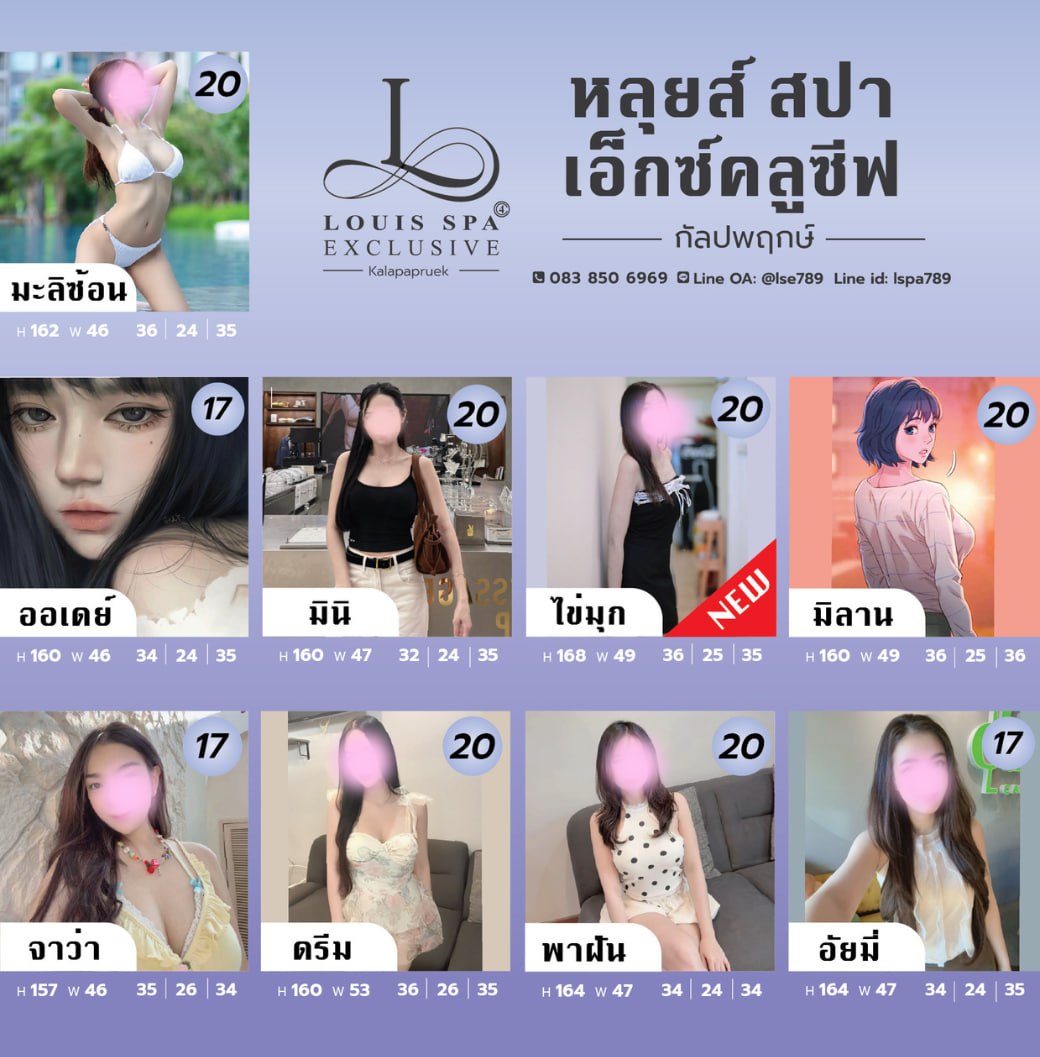 20
หลุยส์ สปา
เอ็กซ์คลูซีฟ
กัลปพฤกษ์
083 850 6969 Line OA: @lse789 Line id: lspa789
L
4
LOUIS SPA
EXCLUSIVE
Kalapapruek
มะลิซ้อน
H 162 W 46 36 | 24 | 35
17
20
20
20
ออเดย์
มินิ
ไข่มุก
NEW
มิลาน
H 160 W 46 34 | 24 | 35
H 160 W 47 32 | 24 | 35
H 168 W 49 36 | 25 | 35
H 160 W 49 36 | 25 | 36
17
20
20
17
จาว่า
ดรีม
พาฝัน
อัยมี่
H 157 W 46 35 | 26 | 34
H 160 W 53 36 | 26 | 35
H 164 W 47 34 | 24 | 34
H 164 W 47 34 | 24 | 35